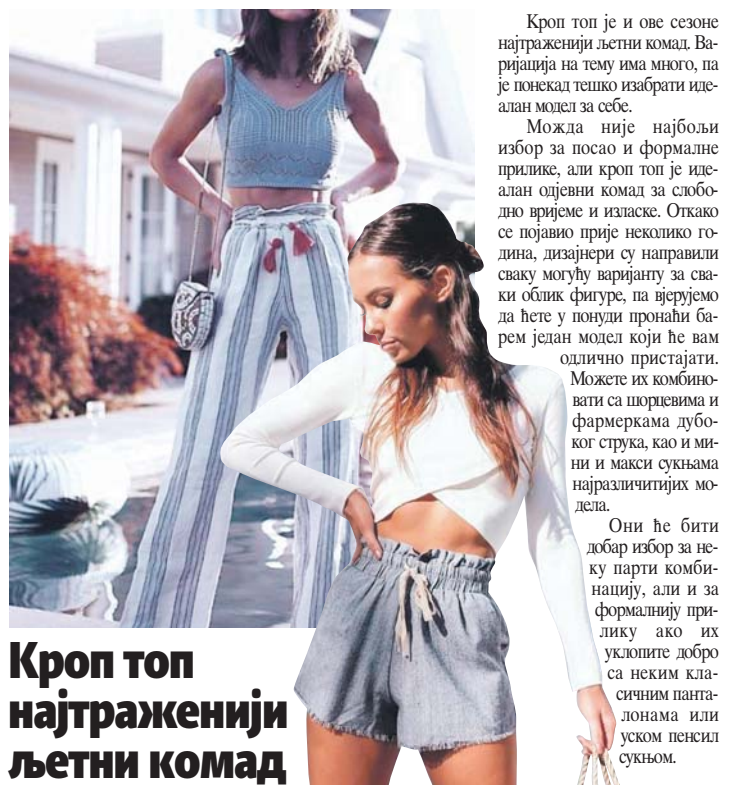 Кроп топ је и ове сезоне
најтраженији љетни комад. Ва-
ријација на тему има много, па
је понекад тешко изабрати иде-
алан модел за себе.
Можда није најбољи
избор за посао и формалне
прилике, али кроп топ је иде-
алан одјевни комад за слобо-
дно вријеме и изласке. Откако
се појавио прије неколико го-
дина, дизајнери су направили
сваку могућу варијанту за сва-
ки облик фигуре, па вјерујемо
да ћете у понуди пронаћи ба-
рем један модел који ће вам
одлично пристајати.
Можете их комбино-
вати са шорцевима и
фармеркама дубо-
ког струка, као и ми-
ни и макси сукњама
најразличитијих мо-
дела.
Они ће бити
добар избор за не-
ку парти комби-
нацију, али и за
формалнију при-
лику ако их
уклопите добро
са неким кла-
сичним панта-
лонама или
уском пенсил
сукњом.
Кроп топ
најтраженији
љетни комад